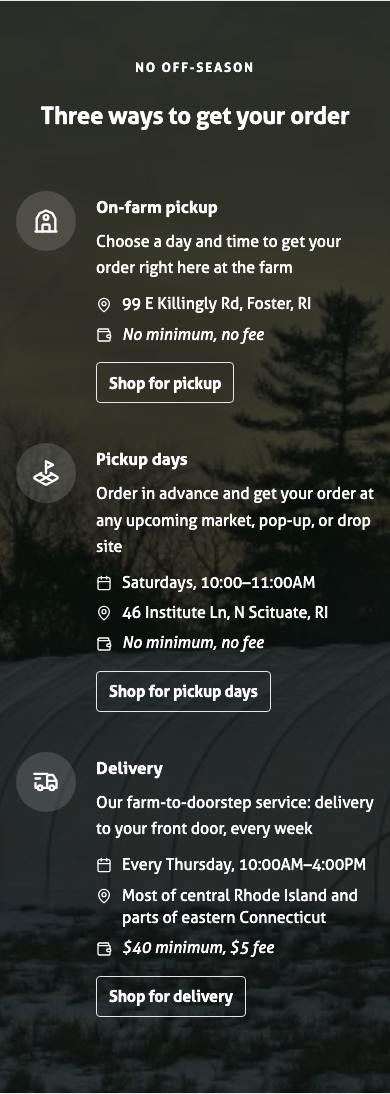 NO OFF-SEASON
Three ways to get your order
On-farm pickup
Choose a day and time to get your
order right here at the farm
99 E Killingly Rd, Foster, RI
No minimum, no fee
Shop for pickup
Pickup days
Order in advance and get your order at
any upcoming market, pop-up, or drop
site
Saturdays, 10:00–11:00AM
46 Institute Ln, N Scituate, RI
No minimum, no fee
Shop for pickup days
Delivery
Our farm-to-doorstep service: delivery
to your front door, every week
Every Thursday, 10:00AM–4:00PM
Most of central Rhode Island and
parts of eastern Connecticut
$40 minimum, $5 fee
Shop for delivery